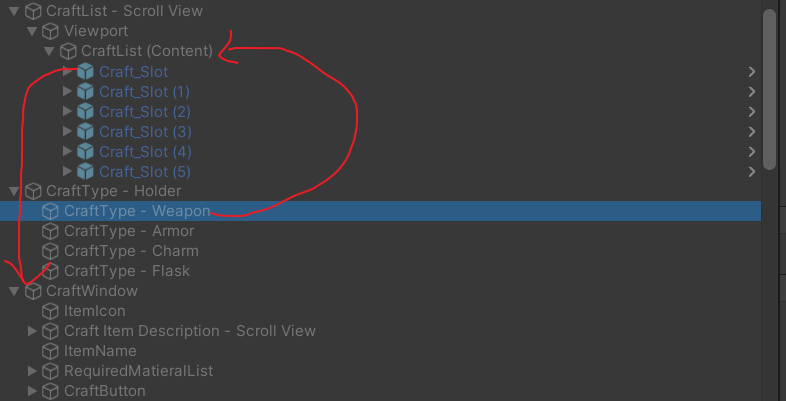 CraftList - Scroll View
Viewport
CraftList (Content)
Craft_Slot
Craft_Slot (1)
Craft_Slot (2)
Craft_Slot (3)
Craft_Slot (4)
Craft_Slot (5)
CraftType - Holder
CraftType - Weapon
CraftType - Armor
CraftType - Charm
CraftType - Flask
CraftWindow
ItemIcon
Craft Item Description - Scroll View
ItemName
RequiredMatieralList
CraftButton